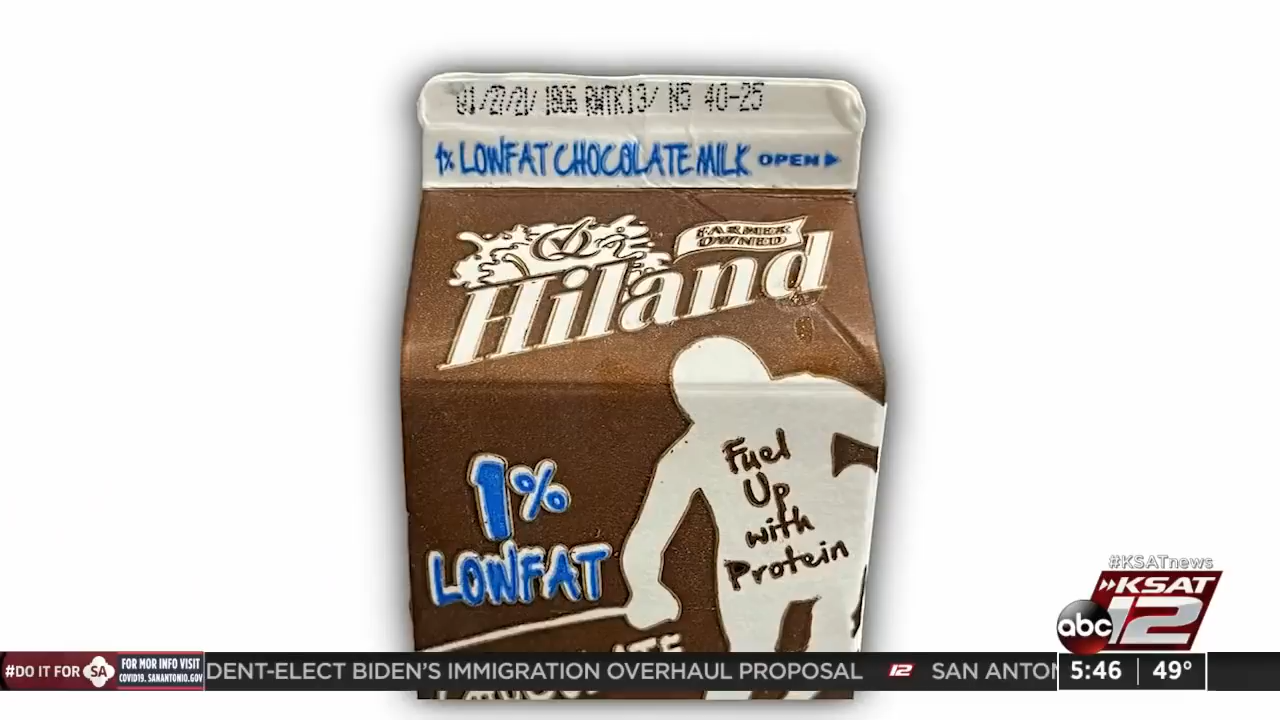 01/27/21/ 1806 RWTK13/ N5 40-25
1% LOWFAT CHOCOLATE MILK OPEN
FARMER
OWNED
Hiland
Fuel
Up
with
Protein
1%
LOWFAT
#KSATnews
KSAT
abc 12
#DO IT FOR SA
FOR MOR INFO VISIT
COVID19.SANANTONIO.GOV
DENT-ELECT BIDEN'S IMMIGRATION OVERHAUL PROPOSAL 12 SAN ANTON
5:46 49°